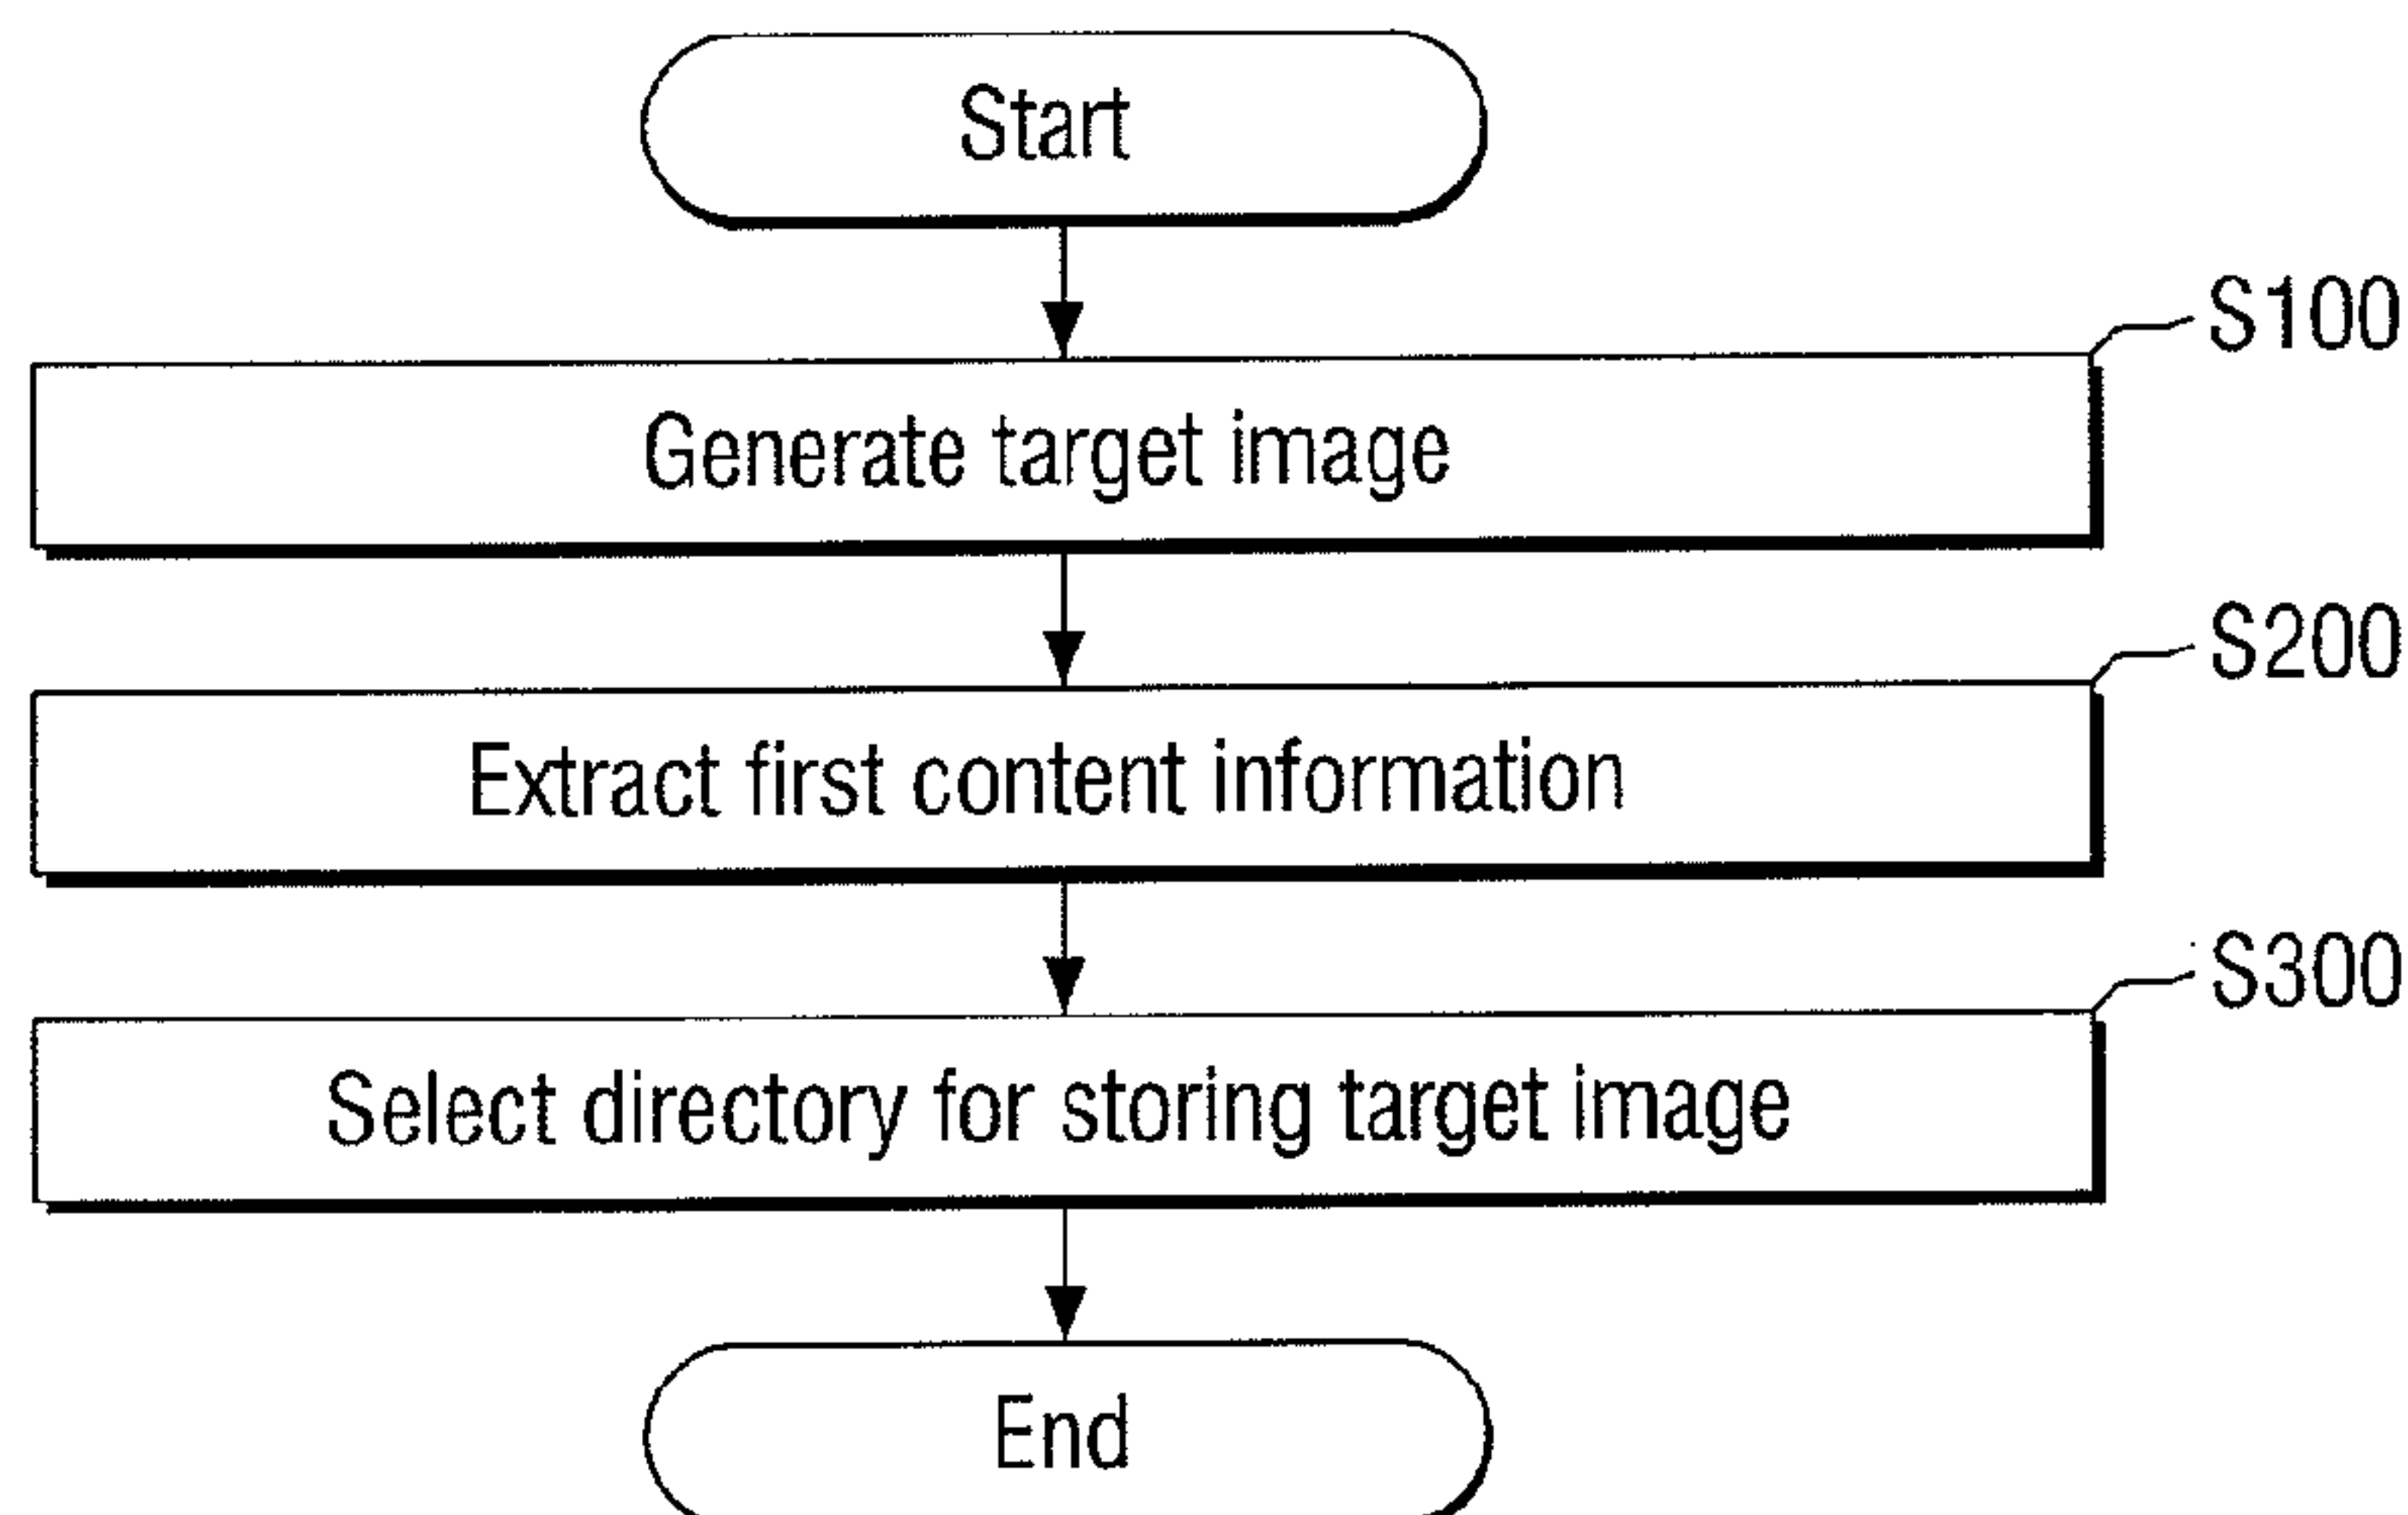 Start
S100
Generate target image
S200
Extract first content information
S300
Select directory for storing target image
End